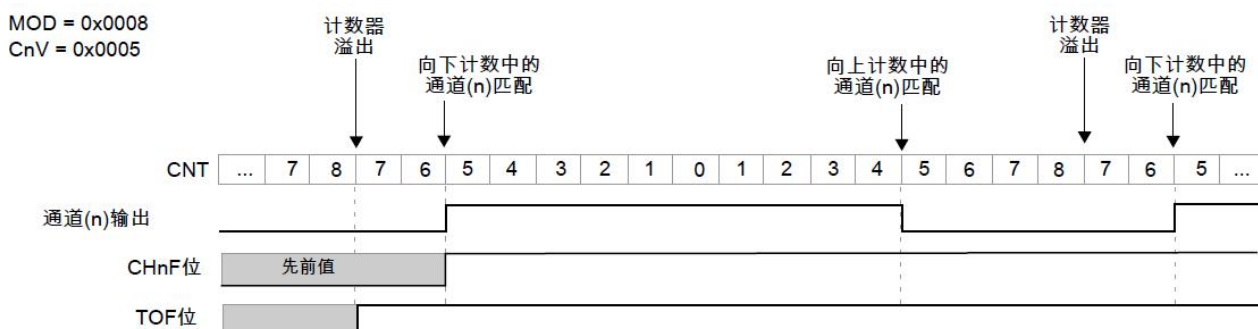 MOD = 0x0008
CnV = 0x0005
计数器
溢出
向下计数中的
通道(n)匹配
向上计数中的
通道(n)匹配
计数器
溢出
向下计数中的
通道(n)匹配
CNT ... 7 8 7 6 5 4 3 2 1 0 1 2 3 4 5 6 7 8 7 6 5 ...
通道(n)输出
CHnF位 先前值
TOF位